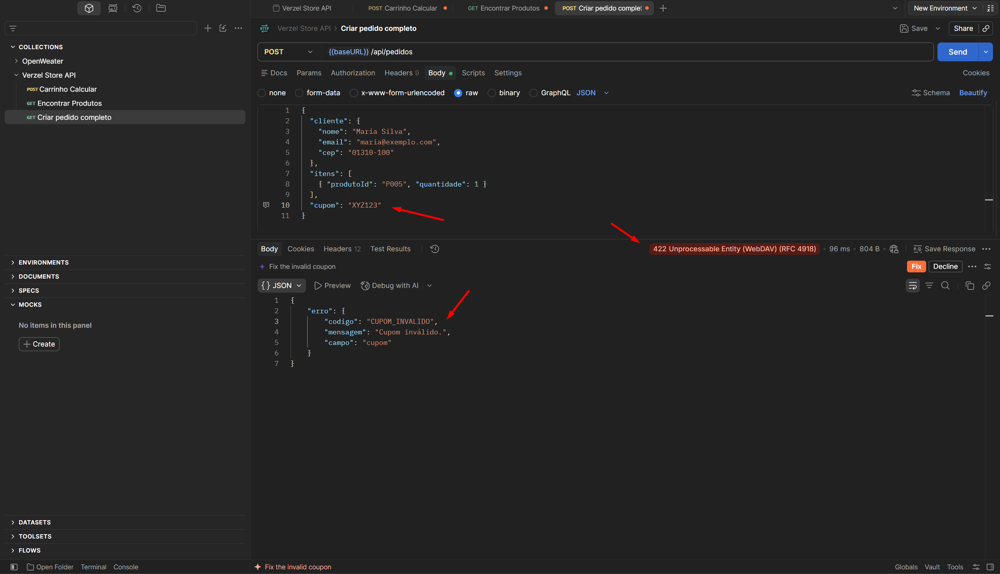 Verzel Store API
POST Carrinho Calcular
GET Encontrar Produtos
POST Criar pedido complet
New Environment
HTTP Verzel Store API > Criar pedido completo
Save
Share
COLLECTIONS
OpenWeater
Verzel Store API
POST Carrinho Calcular
GET Encontrar Produtos
GET Criar pedido completo
POST {{baseURL}} /api/pedidos
Send
Docs Params Authorization Headers 9 Body Scripts Settings
Cookies
none form-data x-www-form-urlencoded raw binary GraphQL JSON
Schema Beautify
1 {
2 "cliente": {
3 "nome": "Maria Silva",
4 "email": "maria@exemplo.com",
5 "cep": "01310-100"
6 },
7 "itens": [
8 { "produtoId": "P005", "quantidade": 1 }
9 ],
10 "cupom": "XYZ123"
11 }
Body Cookies Headers 12 Test Results
422 Unprocessable Entity (WebDAV) (RFC 4918) 96 ms 804 B e.g. Save Response
Fix the invalid coupon
Fix Decline
{ } JSON Preview Debug with AI
1 {
2 "erro": {
3 "codigo": "CUPOM_INVALIDO",
4 "mensagem": "Cupom inválido.",
5 "campo": "cupom"
6 }
7 }
ENVIRONMENTS
DOCUMENTS
SPECS
MOCKS
No items in this panel
+ Create
DATASETS
TOOLSETS
FLOWS
Open Folder Terminal Console
Fix the invalid coupon
Globals Vault Tools